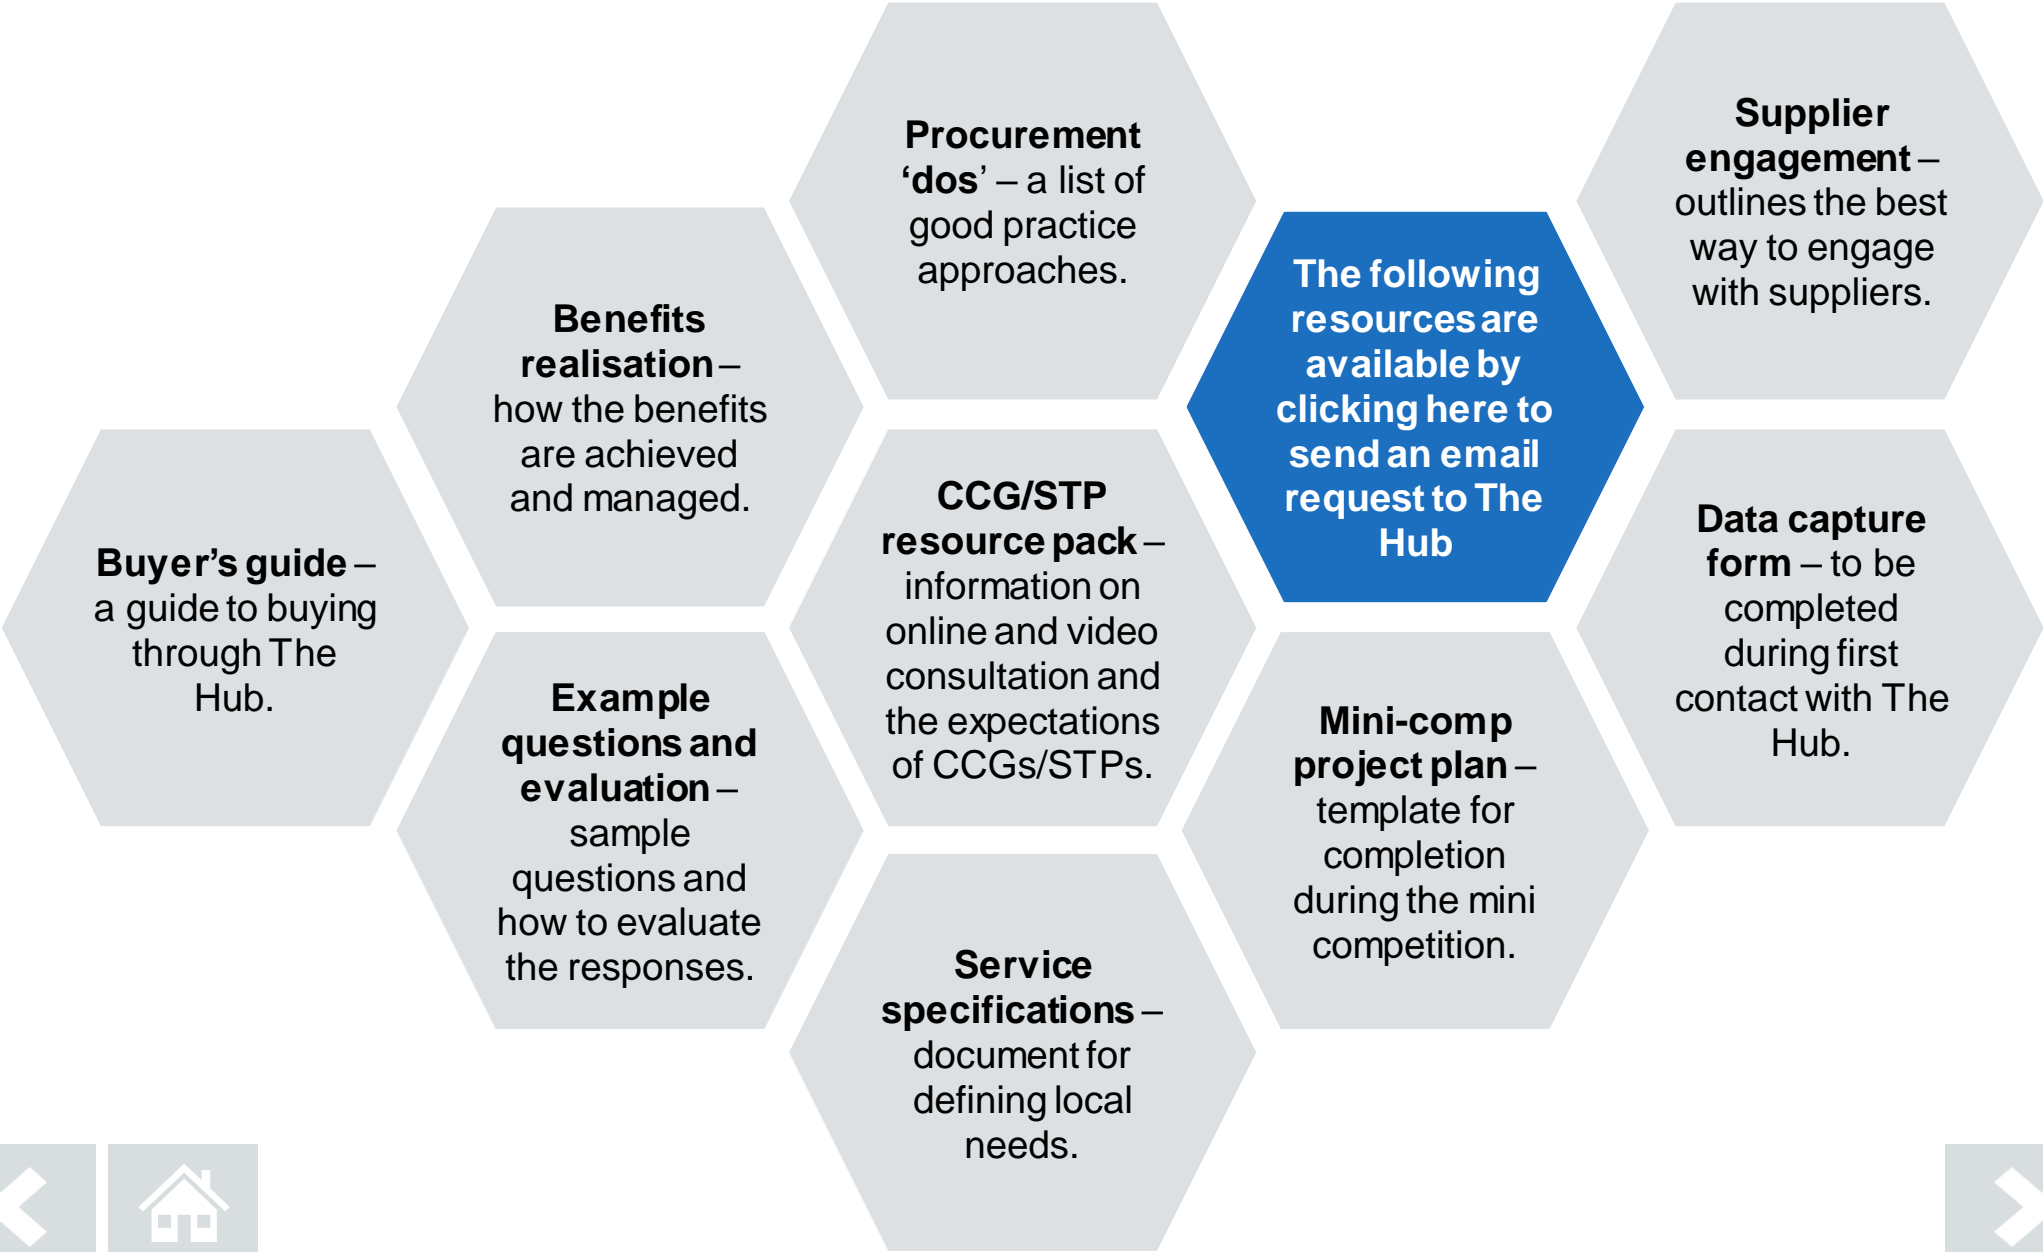 Procurement
‘dos’ – a list of
good practice
approaches.
Supplier
engagement –
outlines the best
way to engage
with suppliers.
Benefits
realisation –
how the benefits
are achieved
and managed.
The following
resources are
available by
clicking here to
send an email
request to The
Hub
Buyer’s guide –
a guide to buying
through The
Hub.
CCG/STP
resource pack –
information on
online and video
consultation and
the expectations
of CCGs/STPs.
Data capture
form – to be
completed
during first
contact with The
Hub.
Example
questions and
evaluation –
sample
questions and
how to evaluate
the responses.
Mini-comp
project plan –
template for
completion
during the mini
competition.
Service
specifications –
document for
defining local
needs.